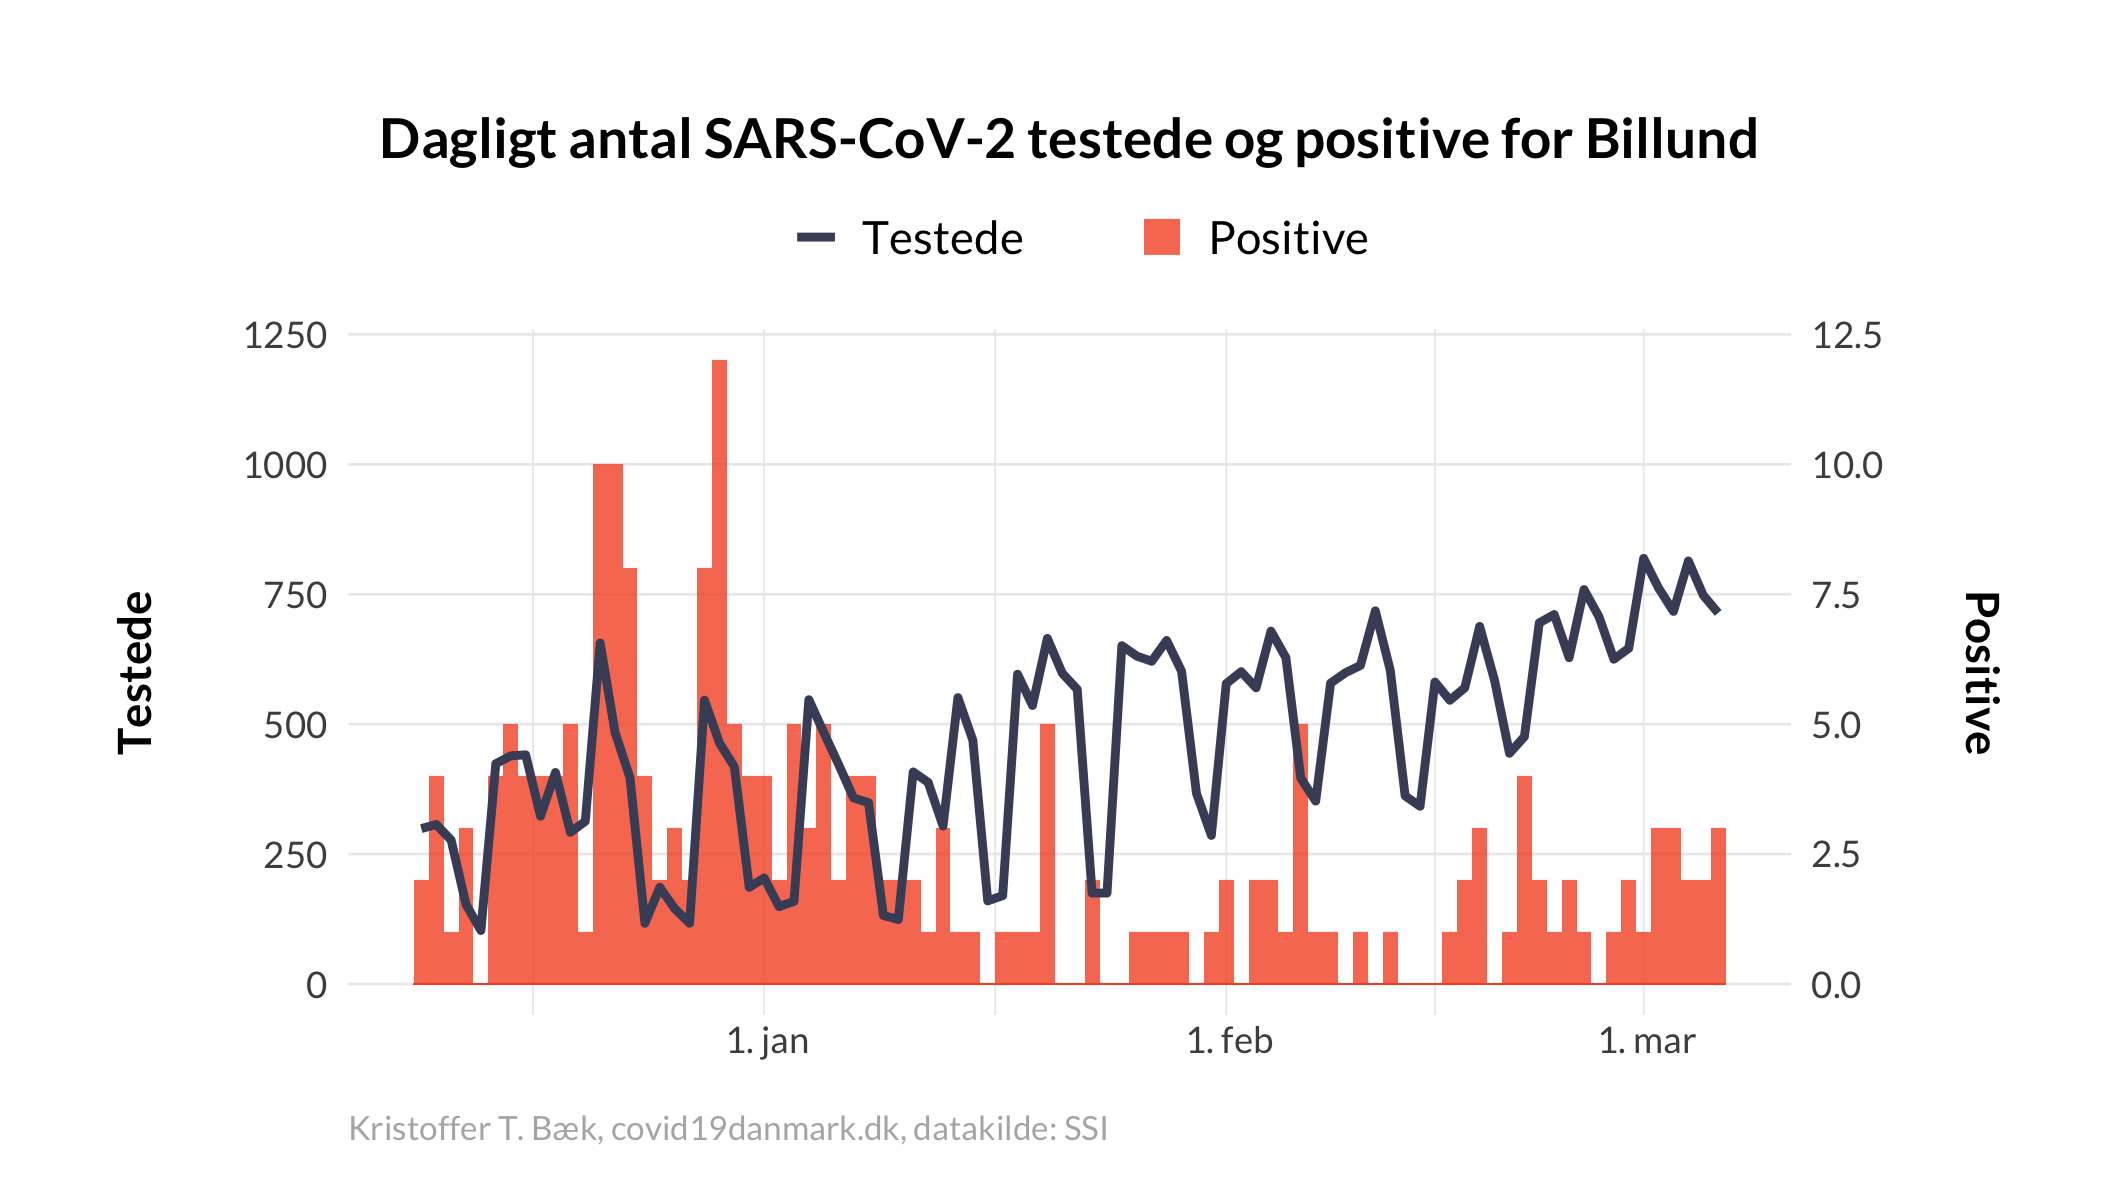 Dagligt antal SARS-CoV-2 testede og positive for Billund
Testede
Positive
1250
1000
750
500
250
0
12.5
10.0
7.5
5.0
2.5
0.0
Testede
Positive
1. jan
1. feb
1. mar
Kristoffer T. Bæk, covid19danmark.dk, datakilde: SSI